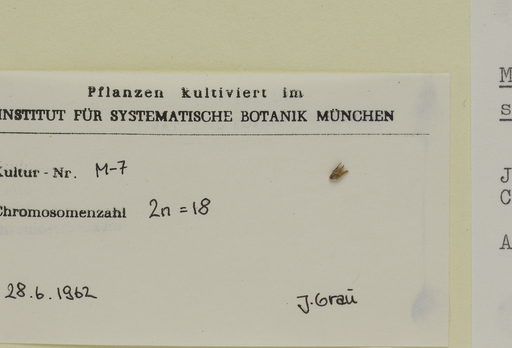 Pflanzen kultiviert im
INSTITUT FÜR SYSTEMATISCHE BOTANIK MÜNCHEN
Kultur - Nr. M-7
Chromosomenzahl 2n = 18
28.6.1962 J. Grau
M
s
J
C
A